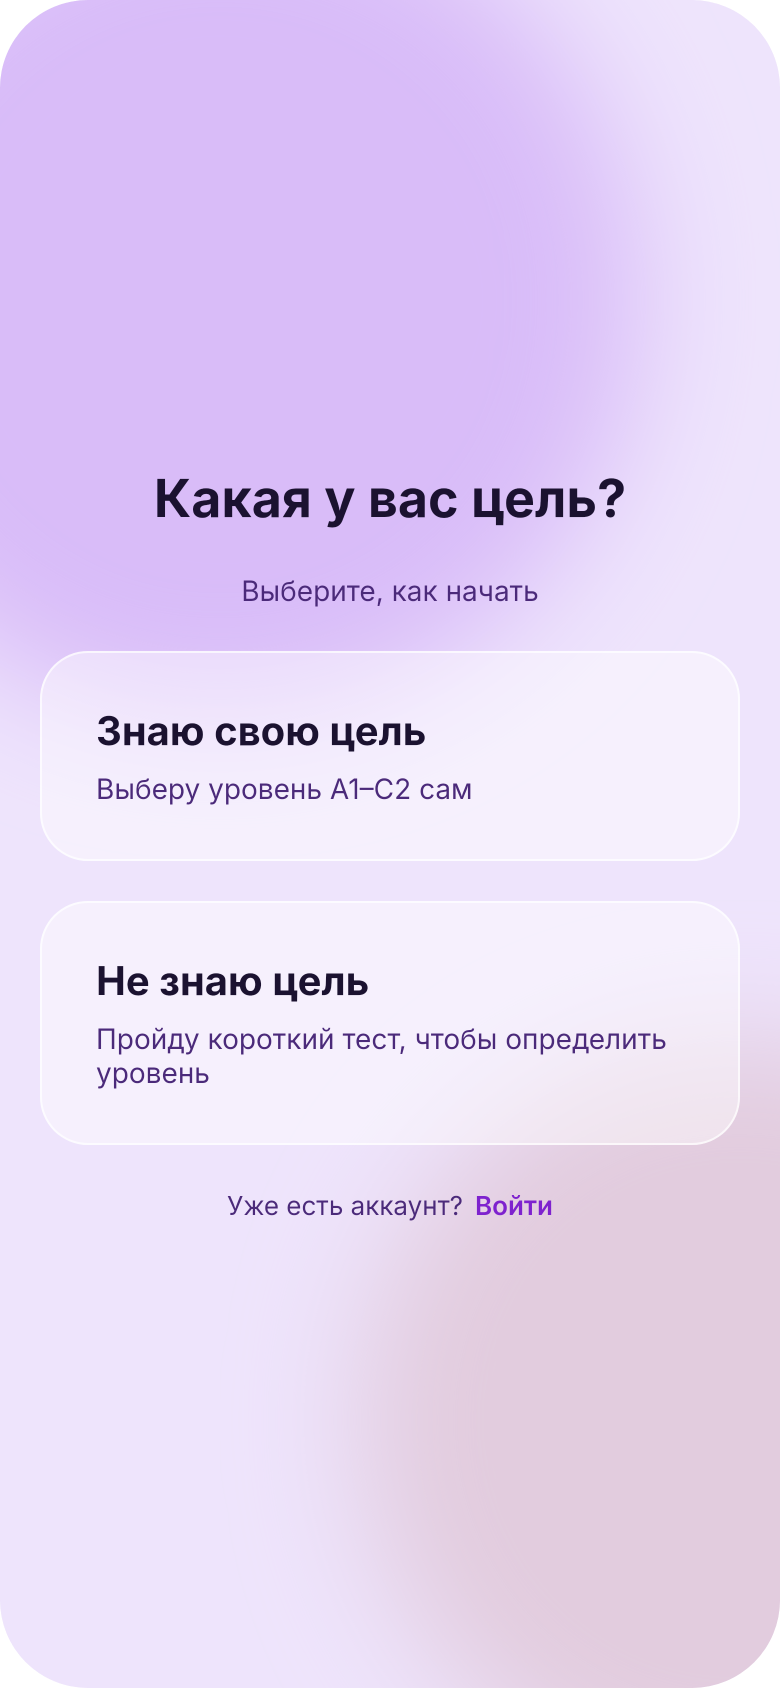 Какая у вас цель?
Выберите, как начать
Знаю свою цель
Выберу уровень A1–C2 сам
Не знаю цель
Пройду короткий тест, чтобы определить
уровень
Уже есть аккаунт? Войти